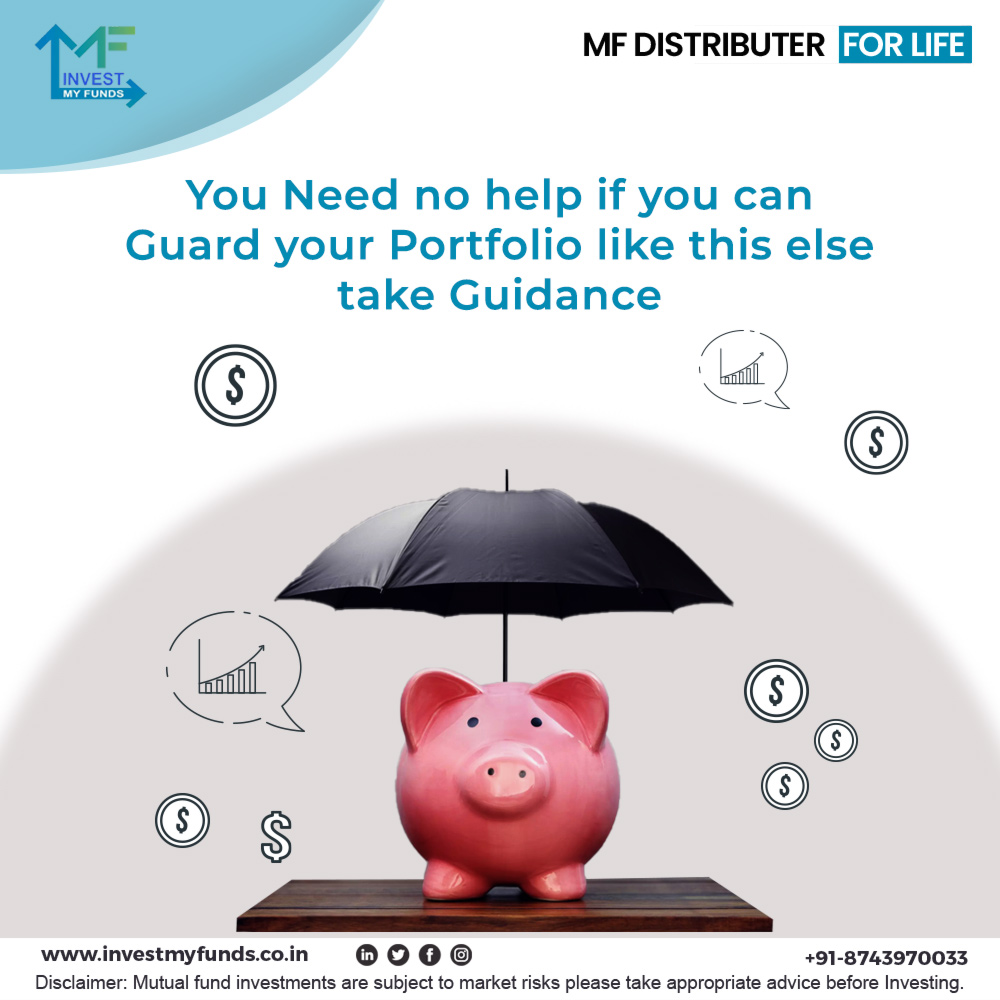 MF
INVEST
MY FUNDS
MF DISTRIBUTER FOR LIFE
You Need no help if you can
Guard your Portfolio like this else
take Guidance
$
$
$
$
$
$
$
www.investmyfunds.co.in
in f
+91-8743970033
Disclaimer: Mutual fund investments are subject to market risks please take appropriate advice before Investing.